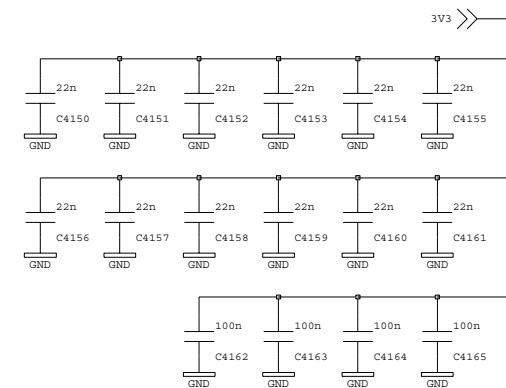 3V3
22n 22n 22n 22n 22n 22n
C4150 C4151 C4152 C4153 C4154 C4155
GND GND GND GND GND GND
22n 22n 22n 22n 22n 22n
C4156 C4157 C4158 C4159 C4160 C4161
GND GND GND GND GND GND
100n 100n 100n 100n
C4162 C4163 C4164 C4165
GND GND GND GND